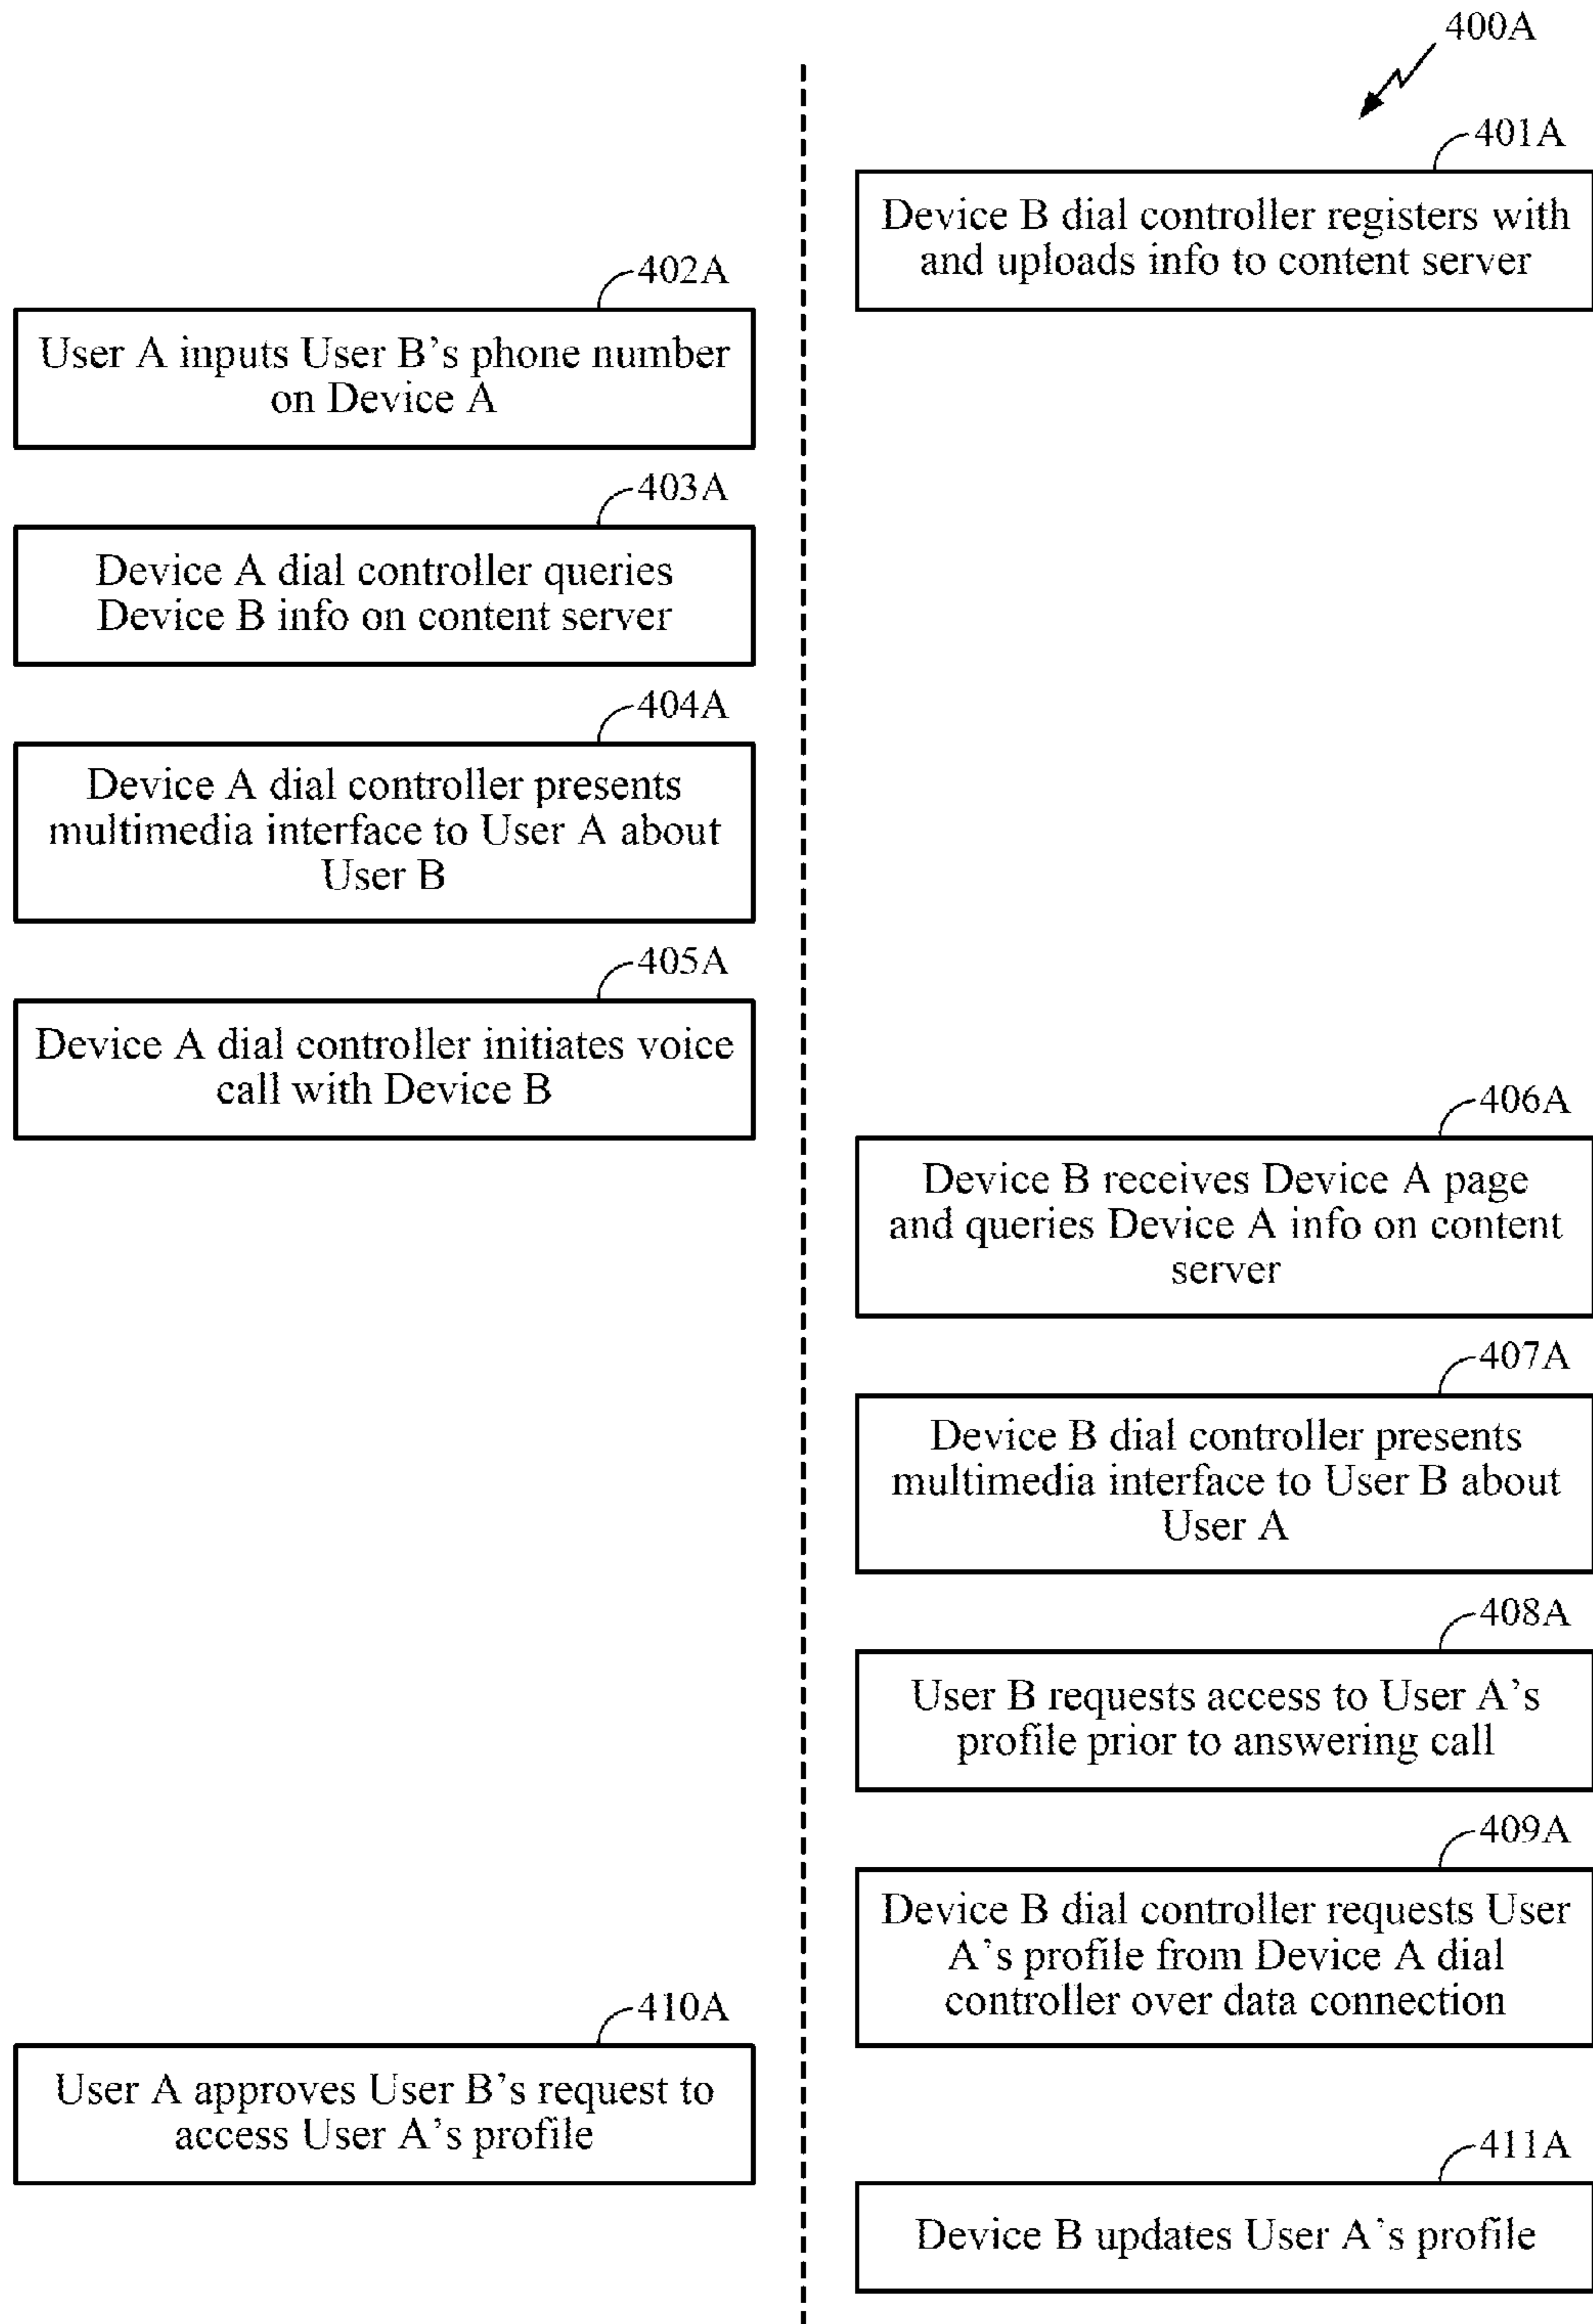 400A
401A
Device B dial controller registers with
and uploads info to content server
402A
User A inputs User B's phone number
on Device A
403A
Device A dial controller queries
Device B info on content server
404A
Device A dial controller presents
multimedia interface to User A about
User B
405A
Device A dial controller initiates voice
call with Device B
406A
Device B receives Device A page
and queries Device A info on content
server
407A
Device B dial controller presents
multimedia interface to User B about
User A
408A
User B requests access to User A's
profile prior to answering call
409A
Device B dial controller requests User
A's profile from Device A dial
controller over data connection
410A
User A approves User B's request to
access User A's profile
411A
Device B updates User A's profile